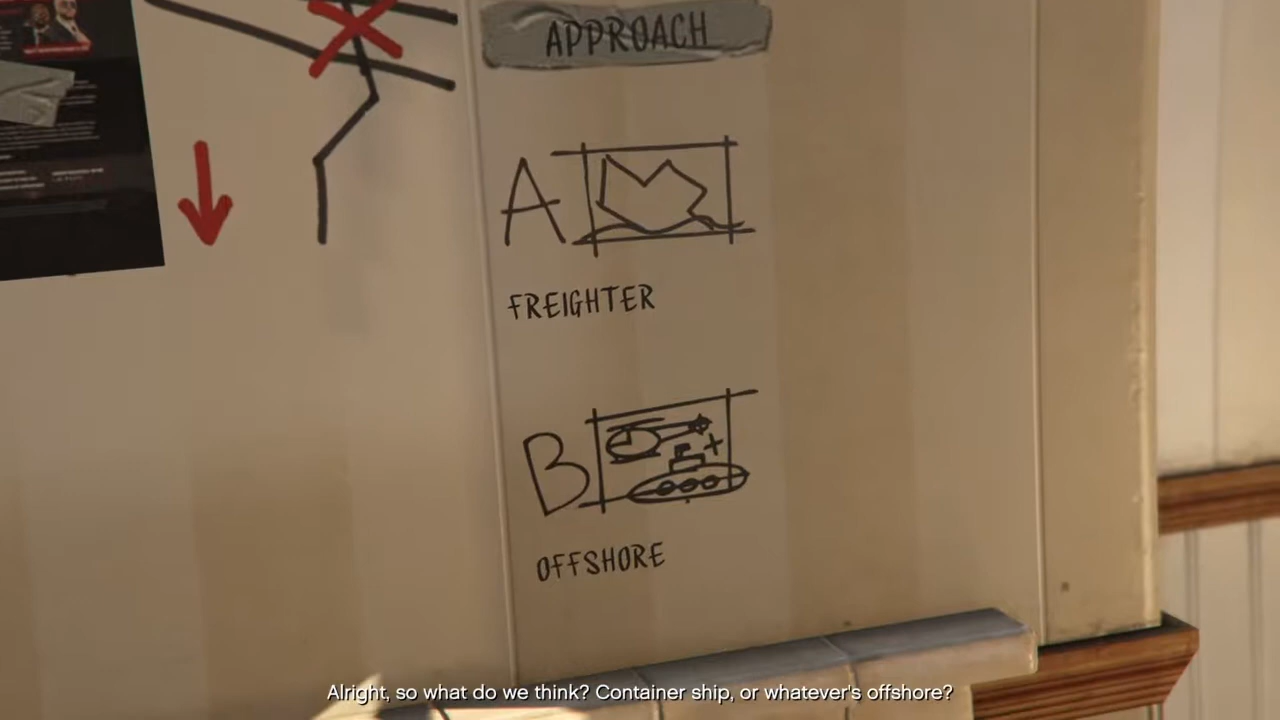 APPROACH
A
FREIGHTER
B
OFFSHORE
Alright, so what do we think? Container ship, or whatever's offshore?